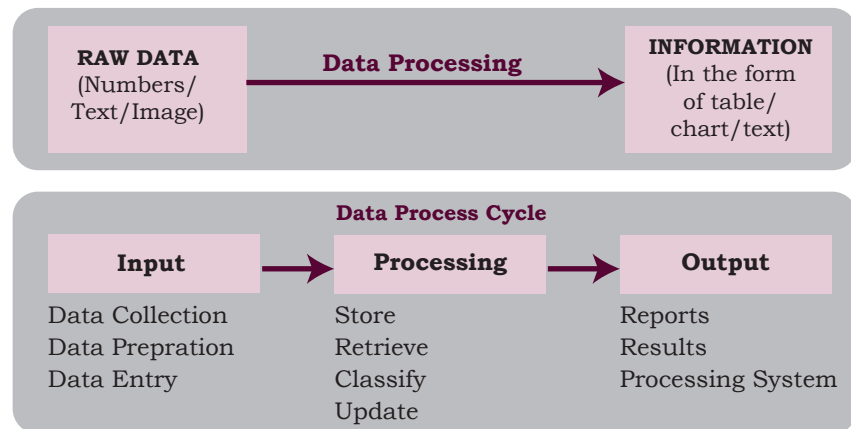 RAW DATA
(Numbers/
Text/Image)
Data Processing
INFORMATION
(In the form
of table/
chart/text)
Data Process Cycle
Input
Data Collection
Data Prepration
Data Entry
Processing
Store
Retrieve
Classify
Update
Output
Reports
Results
Processing System